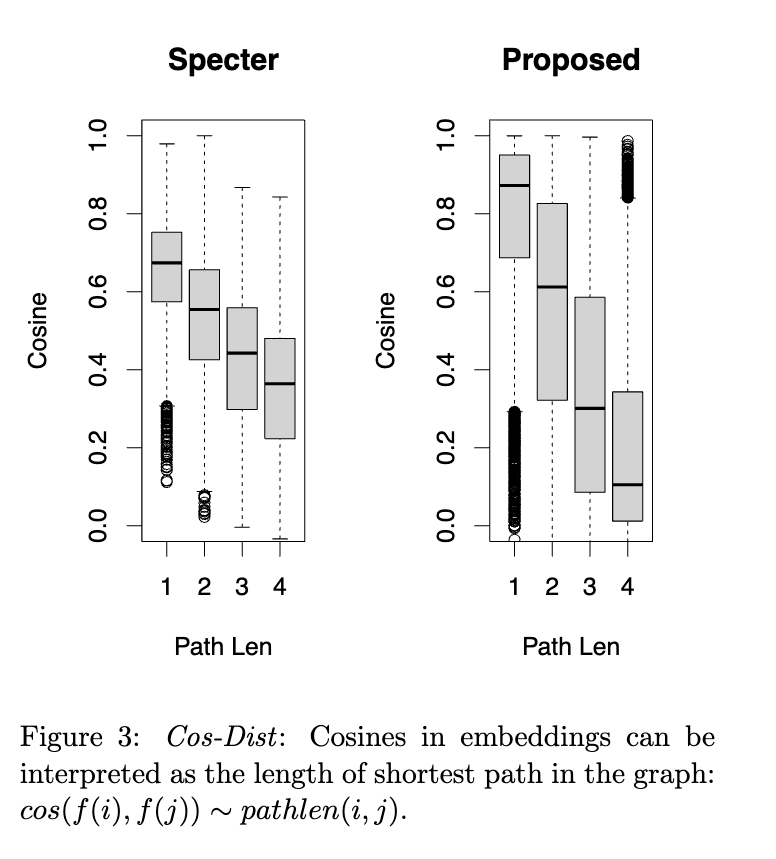 Specter
Proposed
Cosine
1.0
0.8
0.6
0.4
0.2
0.0
1 2 3 4
Path Len
Cosine
1.0
0.8
0.6
0.4
0.2
0.0
1 2 3 4
Path Len
Figure 3: Cos-Dist: Cosines in embeddings can be
interpreted as the length of shortest path in the graph:
cos(f(i), f(j)) ∼ pathlen(i, j).